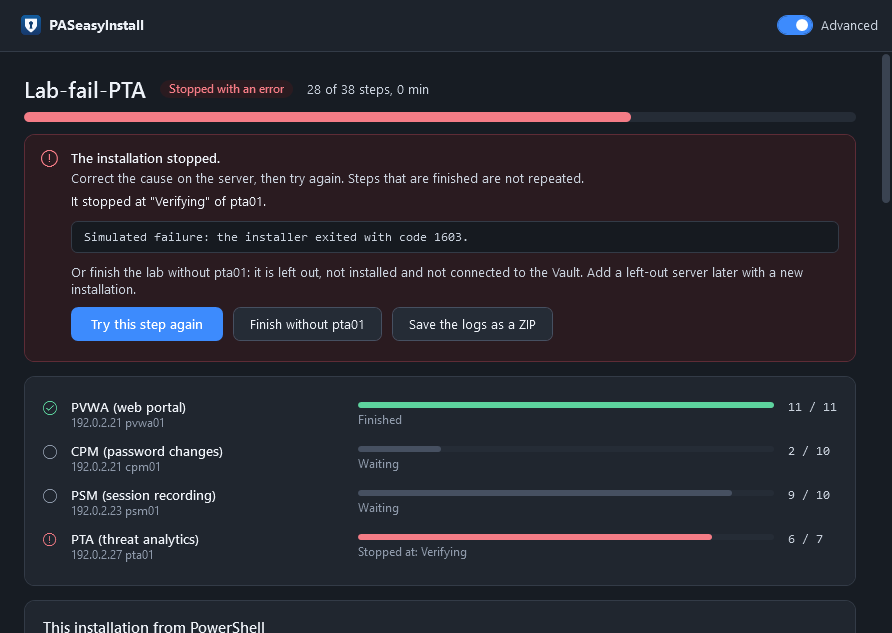 PASeasyInstall
Advanced
Lab-fail-PTA
Stopped with an error
28 of 38 steps, 0 min
The installation stopped.
Correct the cause on the server, then try again. Steps that are finished are not repeated.
It stopped at "Verifying" of pta01.
Simulated failure: the installer exited with code 1603.
Or finish the lab without pta01: it is left out, not installed and not connected to the Vault. Add a left-out server later with a new
installation.
Try this step again
Finish without pta01
Save the logs as a ZIP
PVWA (web portal)
192.0.2.21 pvwa01
Finished
11 / 11
CPM (password changes)
192.0.2.21 cpm01
Waiting
2 / 10
PSM (session recording)
192.0.2.23 psm01
Waiting
9 / 10
PTA (threat analytics)
192.0.2.27 pta01
Stopped at: Verifying
6 / 7
This installation from PowerShell